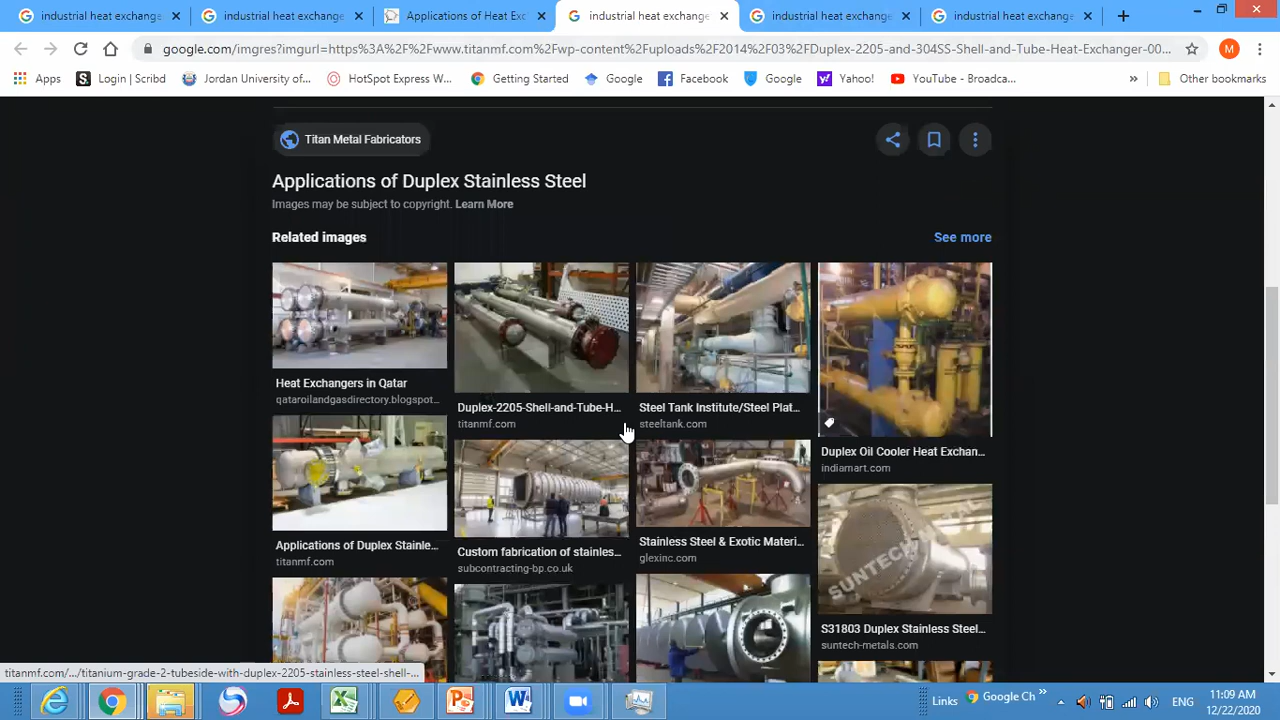 industrial heat exchange
industrial heat exchange
Applications of Heat Exc
industrial heat exchange
industrial heat exchange
industrial heat exchange
google.com/imgres?imgurl=https%3A%2F%2Fwww.titanmf.com%2Fwp-content%2Fuploads%2F2014%2F03%2FDuplex-2205-and-304SS-Shell-and-Tube-Heat-Exchanger-00...
M
Apps
Login | Scribd
Jordan University of...
HotSpot Express W...
Getting Started
Google
Facebook
Google
Yahoo!
YouTube - Broadca...
»
Other bookmarks
Titan Metal Fabricators
Applications of Duplex Stainless Steel
Images may be subject to copyright. Learn More
Related images
See more
Heat Exchangers in Qatar
qataroilandgasdirectory.blogspot...
Duplex-2205-Shell-and-Tube-H...
titanmf.com
Steel Tank Institute/Steel Plat...
steeltank.com
Duplex Oil Cooler Heat Exchan...
indiamart.com
Applications of Duplex Stainle...
titanmf.com
Custom fabrication of stainles...
subcontracting-bp.co.uk
Stainless Steel & Exotic Materi...
glexinc.com
SUNTECH
S31803 Duplex Stainless Steel...
suntech-metals.com
titanmf.com/.../titanium-grade-2-tubeside-with-duplex-2205-stainless-steel-shell-...
Links
Google Ch
»
ENG
11:09 AM
12/22/2020